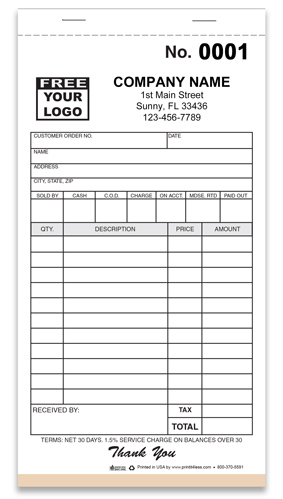 No. 0001
FREE
YOUR
LOGO
COMPANY NAME
1st Main Street
Sunny, FL 33436
123-456-7789
CUSTOMER ORDER NO. DATE
NAME
ADDRESS
CITY, STATE, ZIP
SOLD BY CASH C.O.D. CHARGE ON ACCT. MDSE, RTD PAID OUT
QTY. DESCRIPTION PRICE AMOUNT
RECEIVED BY: TAX
TOTAL
TERMS: NET 30 DAYS. 1.5% SERVICE CHARGE ON BALANCES OVER 30
Thank You
Printed in USA by www.print4less.com • 800-370-5591